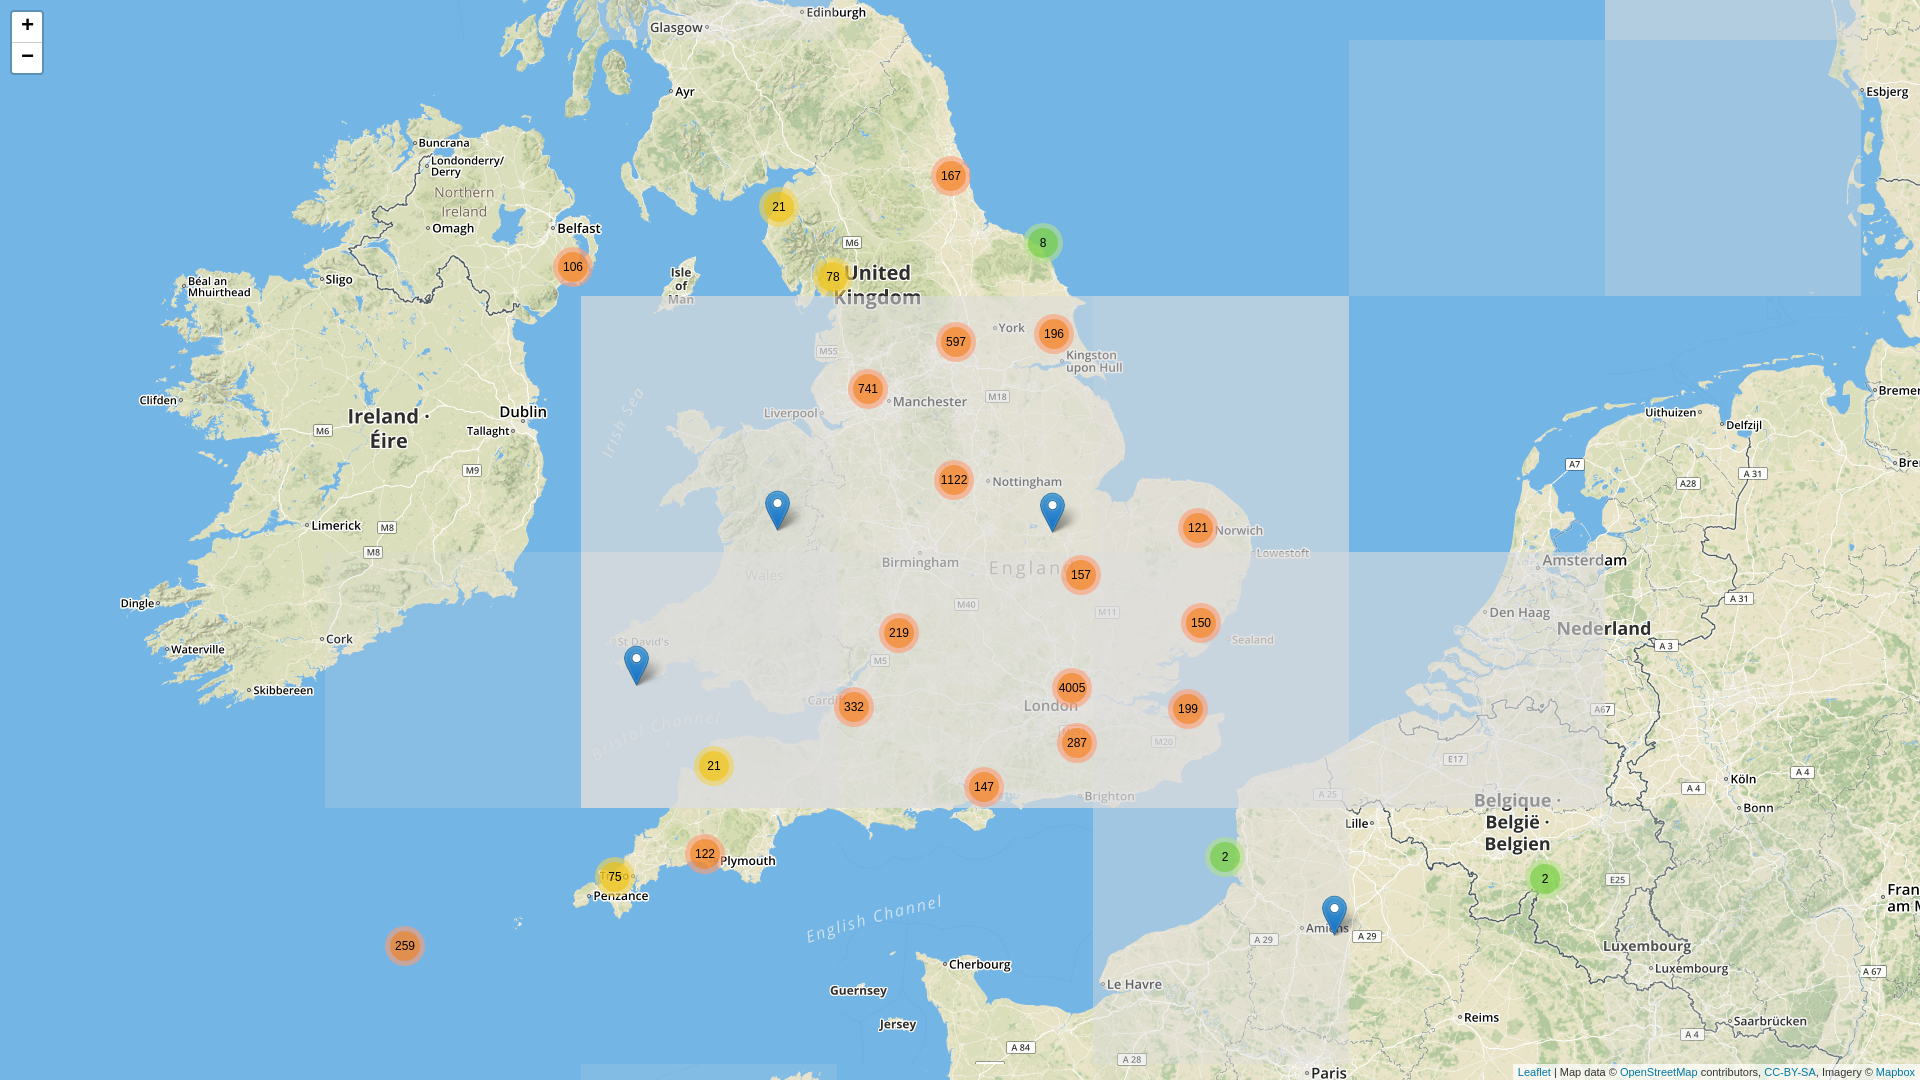 +
−
Edinburgh
Glasgow
Ayr
Esbjerg
Buncrana
Londonderry/
Derry
167
Northern
Ireland
21
Omagh
Belfast
M6
8
106
Isle
of
Man
78
United
Kingdom
Sligo
Béal an
Mhuirthead
York
196
597
M55
Kingston
upon Hull
741
Manchester
M18
Bremer
Clifden
Irish Sea
Liverpool
Dublin
Uithuizen
Ireland ·
Éire
M6
Tallaght
Delfzijl
M9
A7
A 31
Bre
1122
Nottingham
A28
Limerick
M8
121
Norwich
M8
Lowestoft
Birmingham
Englan
157
Amsterdam
Wales
A 31
Dingle
M40
M11
Den Haag
150
219
Nederland
Cork
St David's
Sealand
Waterville
A 3
M5
Skibbereen
4005
Cardif
332
London
199
A67
Bristol Channel
287
M20
E17
21
A 4
Köln
147
Brighton
A 25
A 4
Belgique ·
België ·
Belgien
Bonn
Lille
122
Plymouth
2
75
2
E25
Penzance
Fran
am M
English Channel
Amiens
A 29
A 29
259
Luxembourg
Cherbourg
Luxembourg
A 67
Le Havre
Guernsey
Reims
Jersey
Saarbrücken
A 4
A 84
A 28
Paris
Leaflet | Map data © OpenStreetMap contributors, CC-BY-SA, Imagery © Mapbox